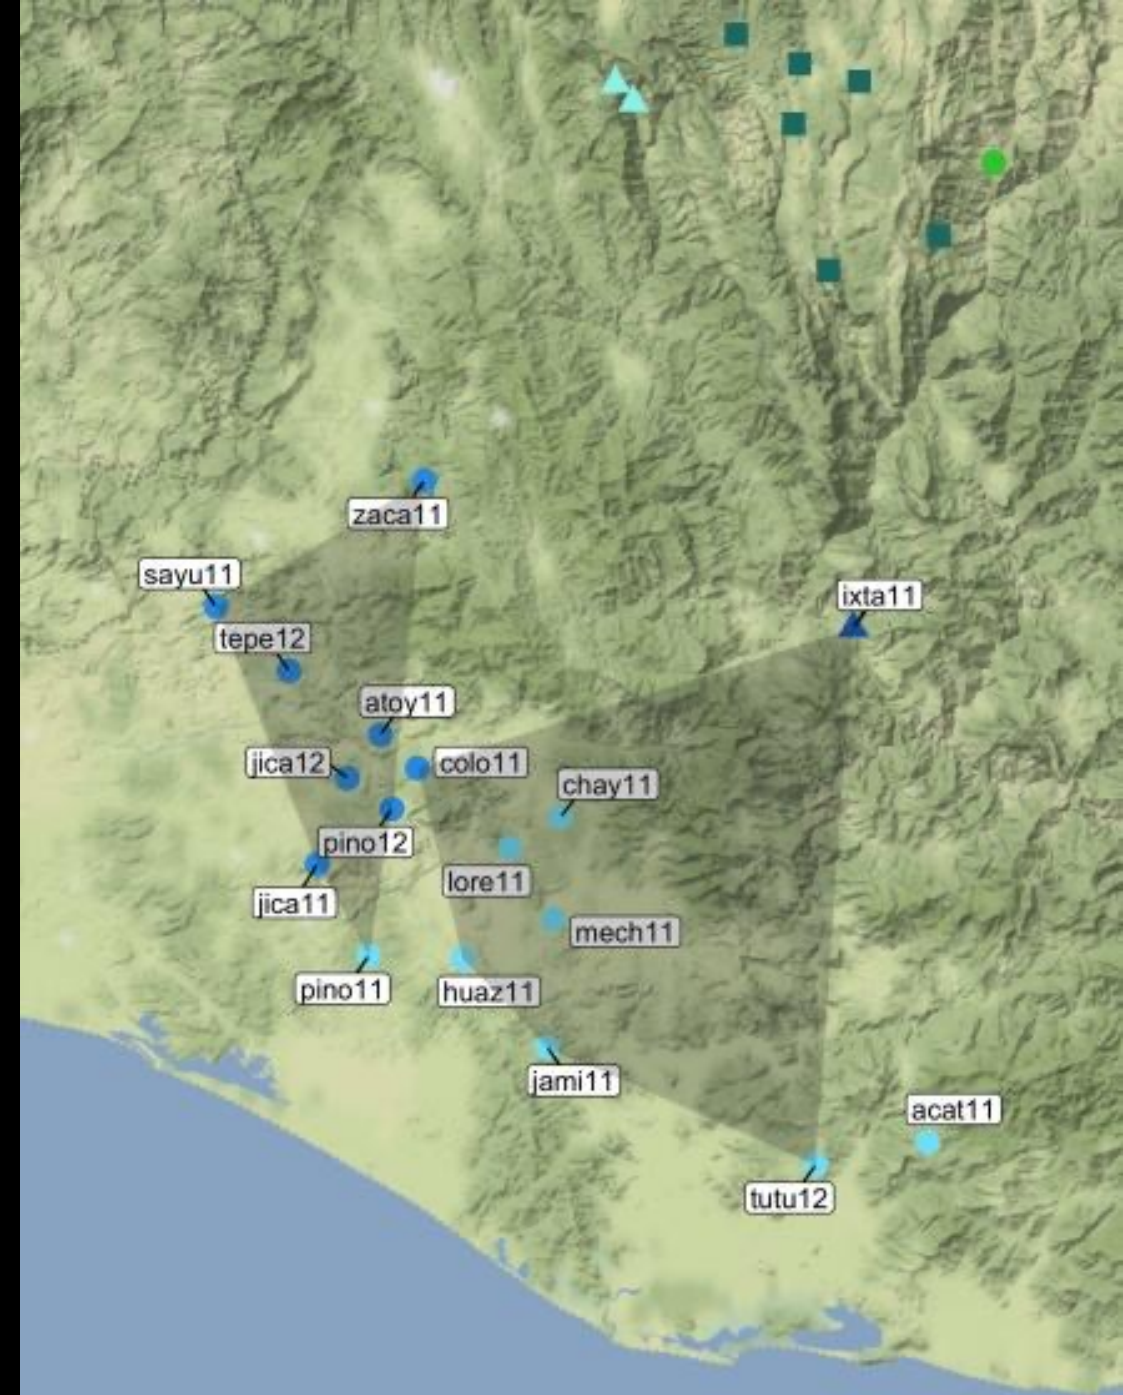 zaca11
sayu11
ixta11
tepe12
atoy11
jica12
colo11
chay11
pino12
lore11
jica11
mech11
pino11
huaz11
jami11
acat11
tutu12